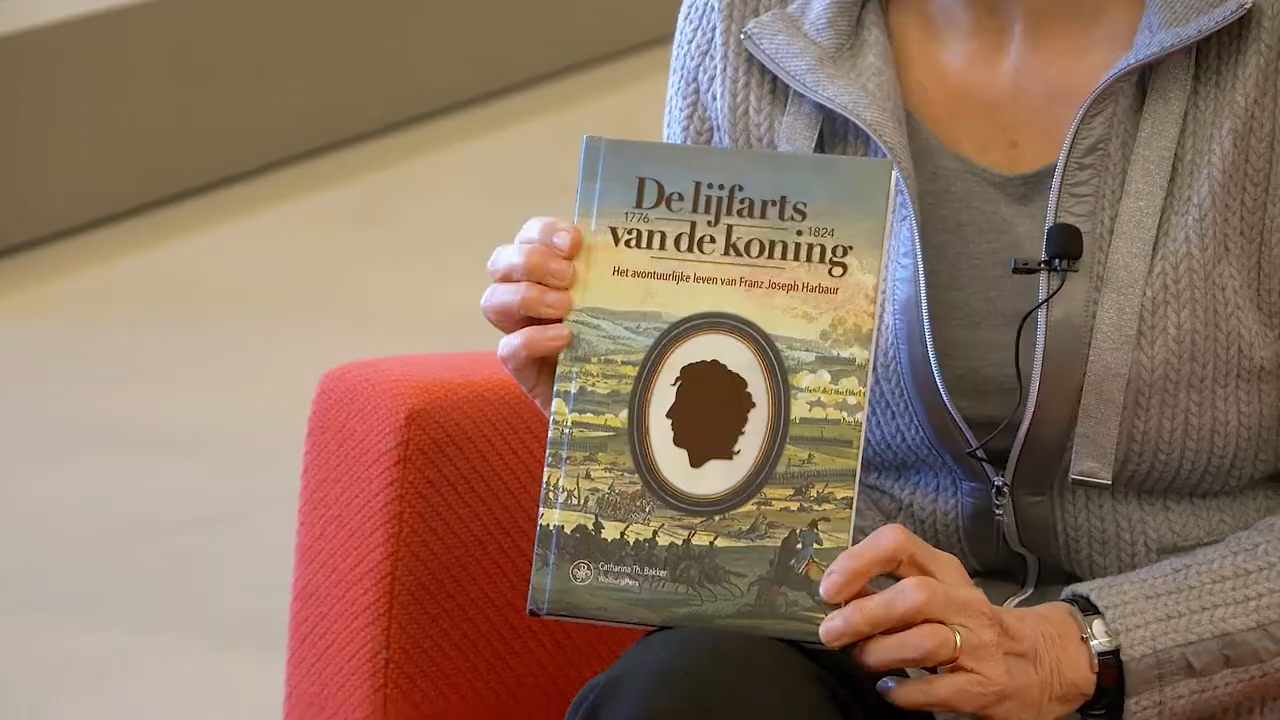 De lijfarts
1776 1824
van de koning
Het avontuurlijke leven van Franz Joseph Harbaur
Catharina Th. Bakker
WalburgPers